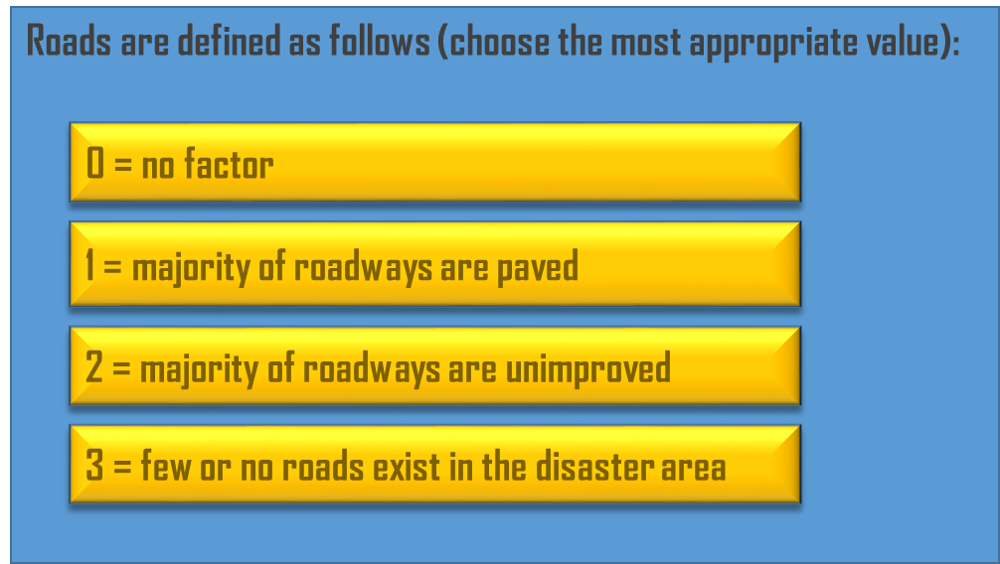 Roads are defined as follows (choose the most appropriate value):
0 = no factor
1 = majority of roadways are paved
2 = majority of roadways are unimproved
3 = few or no roads exist in the disaster area